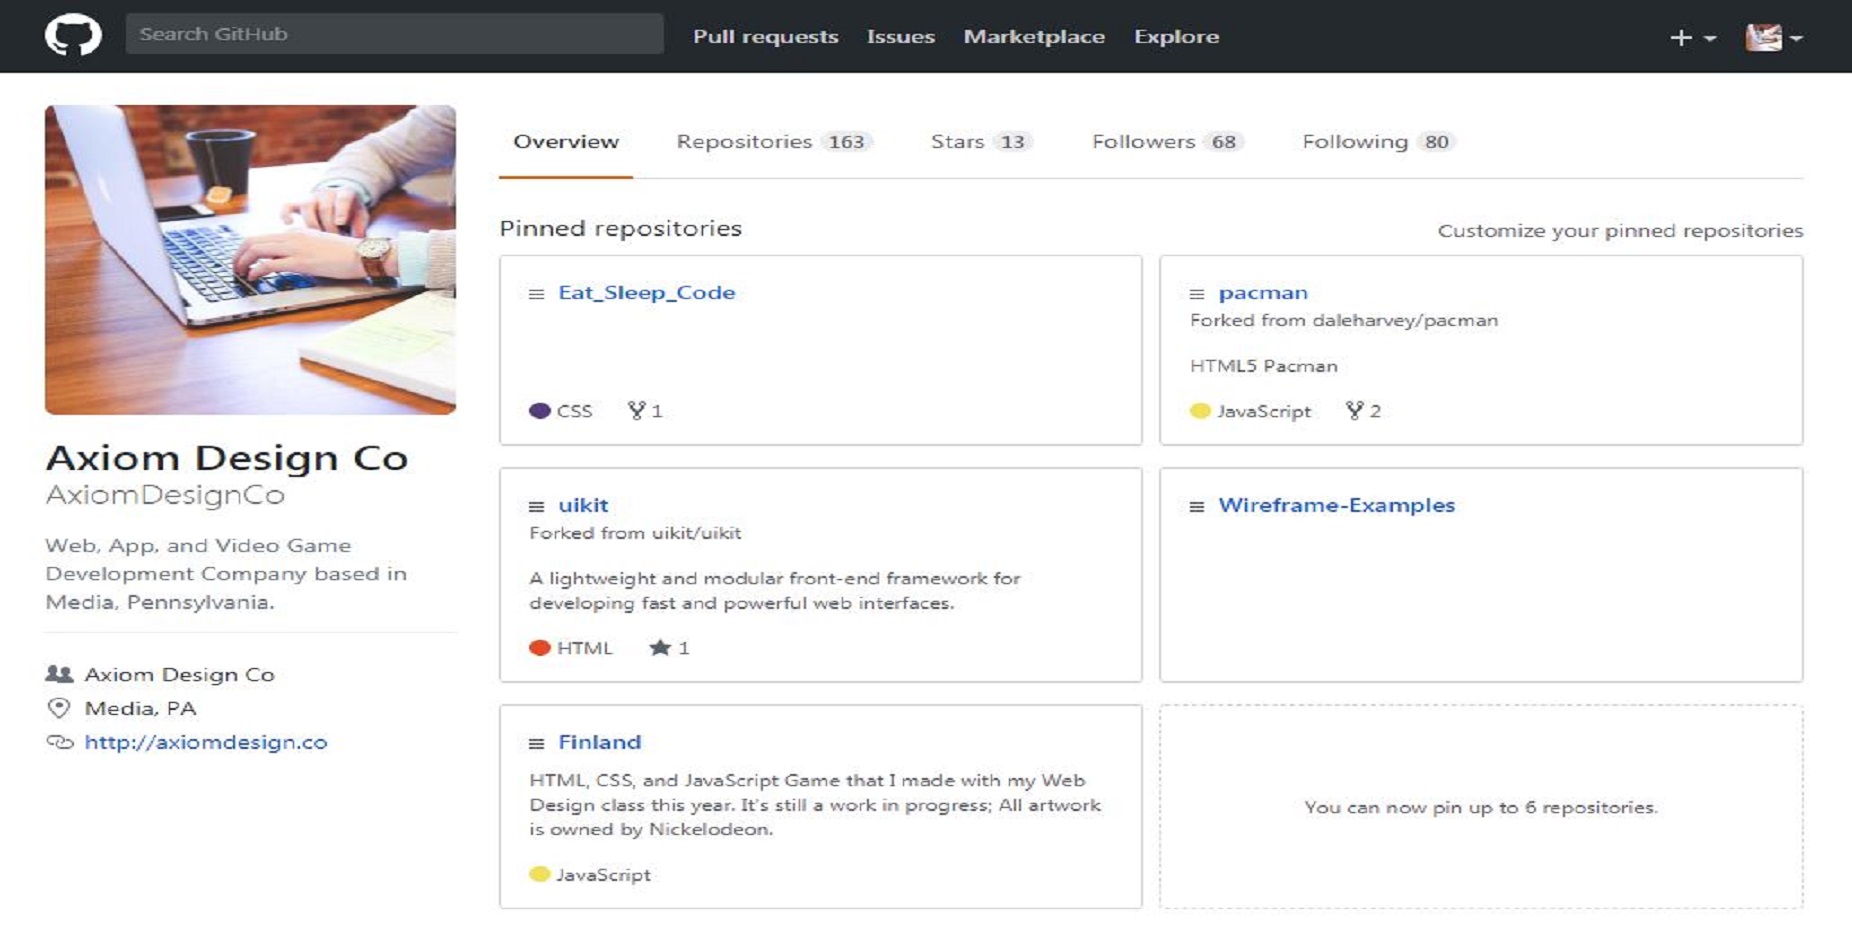 Search GitHub
Pull requests Issues Marketplace Explore
Overview Repositories 163 Stars 13 Followers 68 Following 80
Pinned repositories
Customize your pinned repositories
Eat_Sleep_Code
CSS 1
pacman
Forked from daleharvey/pacman
HTML5 Pacman
JavaScript 2
uikit
Forked from uikit/uikit
A lightweight and modular front-end framework for
developing fast and powerful web interfaces.
HTML 1
Wireframe-Examples
Finland
HTML, CSS, and JavaScript Game that I made with my Web
Design class this year. It's still a work in progress; All artwork
is owned by Nickelodeon.
JavaScript
You can now pin up to 6 repositories.
Axiom Design Co
AxiomDesignCo
Web, App, and Video Game
Development Company based in
Media, Pennsylvania.
Axiom Design Co
Media, PA
http://axiomdesign.co